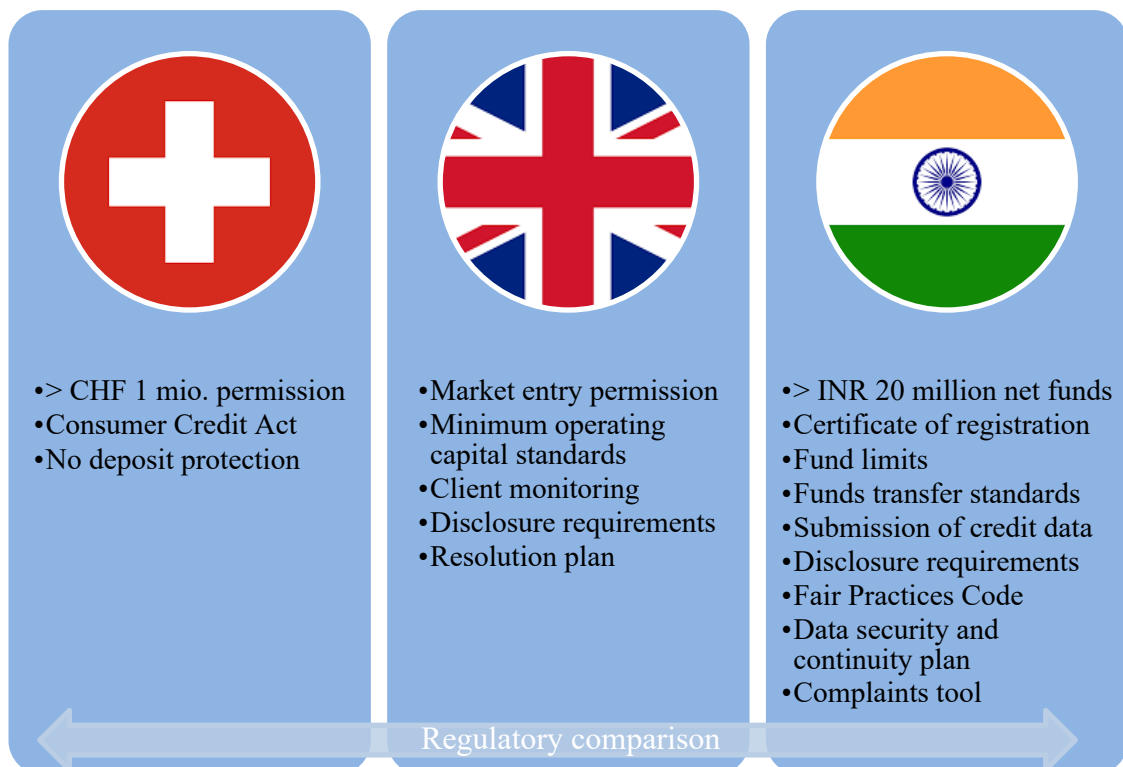 •> CHF 1 mio. permission
•Consumer Credit Act
•No deposit protection
•Market entry permission
•Minimum operating
capital standards
•Client monitoring
•Disclosure requirements
•Resolution plan
•> INR 20 million net funds
•Certificate of registration
•Fund limits
•Funds transfer standards
•Submission of credit data
•Disclosure requirements
•Fair Practices Code
•Data security and
continuity plan
•Complaints tool
Regulatory comparison